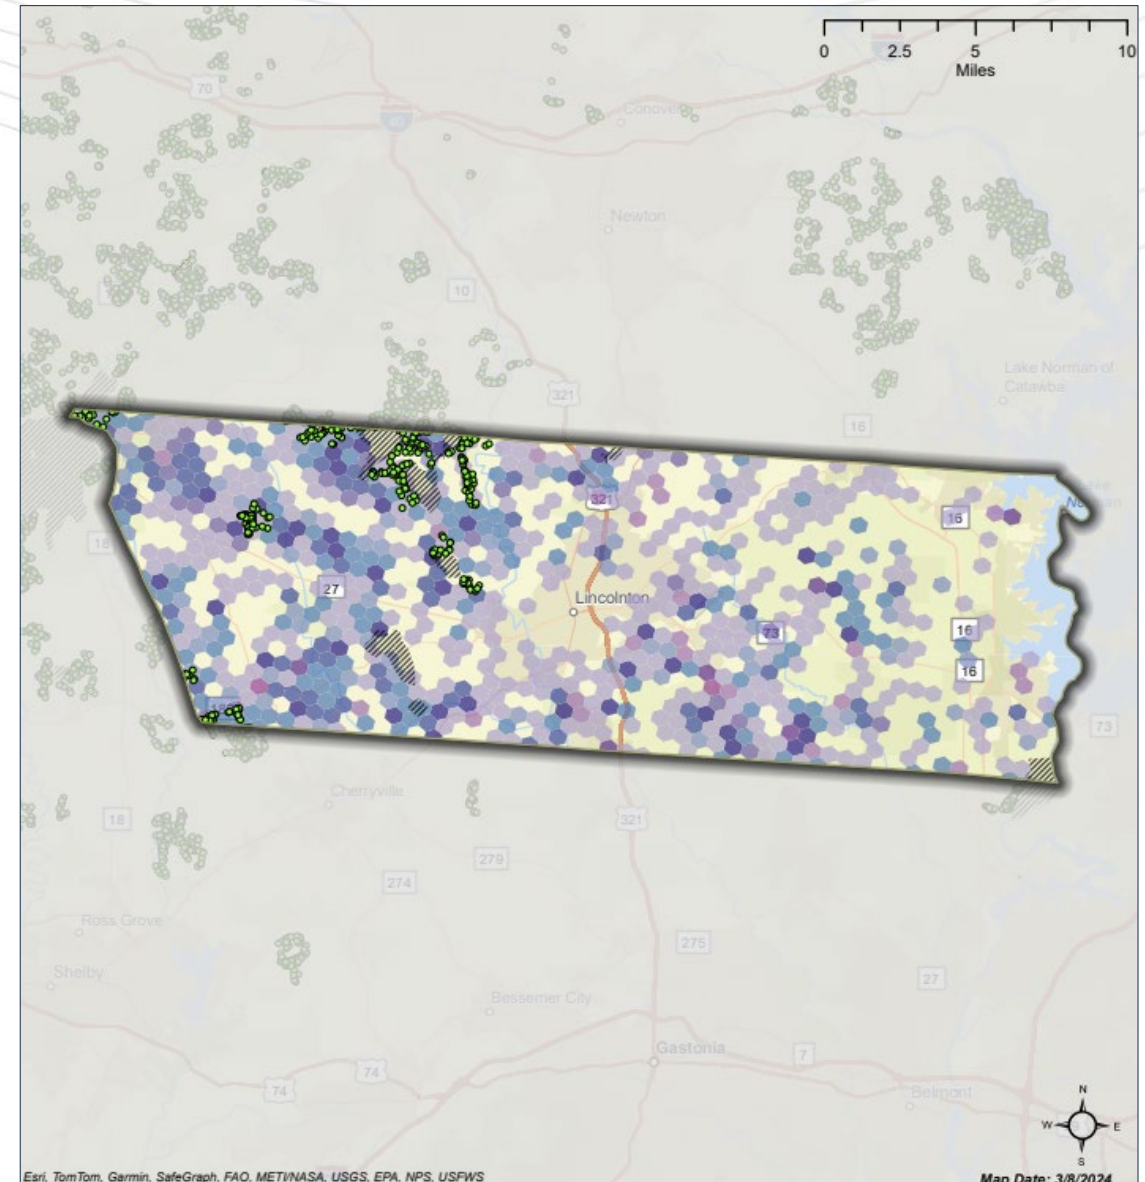 0 2.5 5 10
Miles
70
Conover
Newton
10
321
Lake Norman of
Catawba
16
321
16
18
27
Lincolnton
73
16
16
73
Cherryville
18
321
279
274
Ross Grove
275
Shelby
27
Bessemer City
Gastonia
7
74
74
Belmont
N
W E
S
Esri, TomTom, Garmin, SafeGraph, FAO, METI/NASA, USGS, EPA, NPS, USFWS
Map Date: 3/8/2024